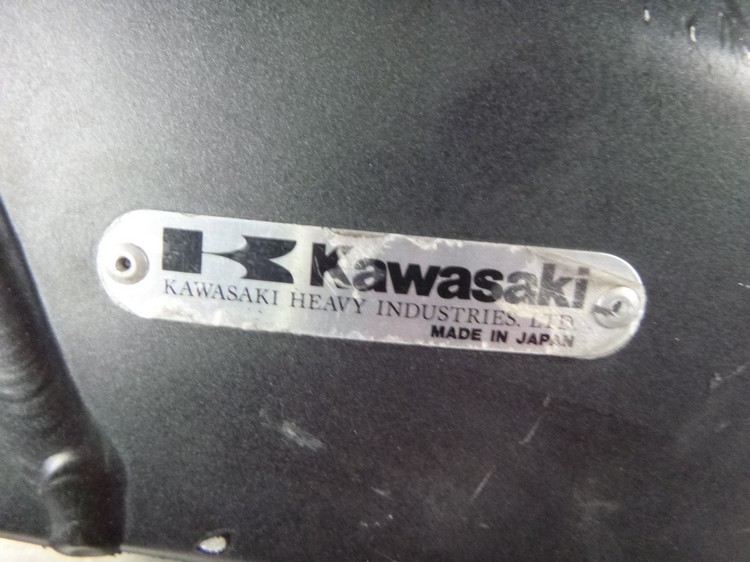 Kawasaki
KAWASAKI HEAVY INDUSTRIES, LTD
MADE IN JAPAN